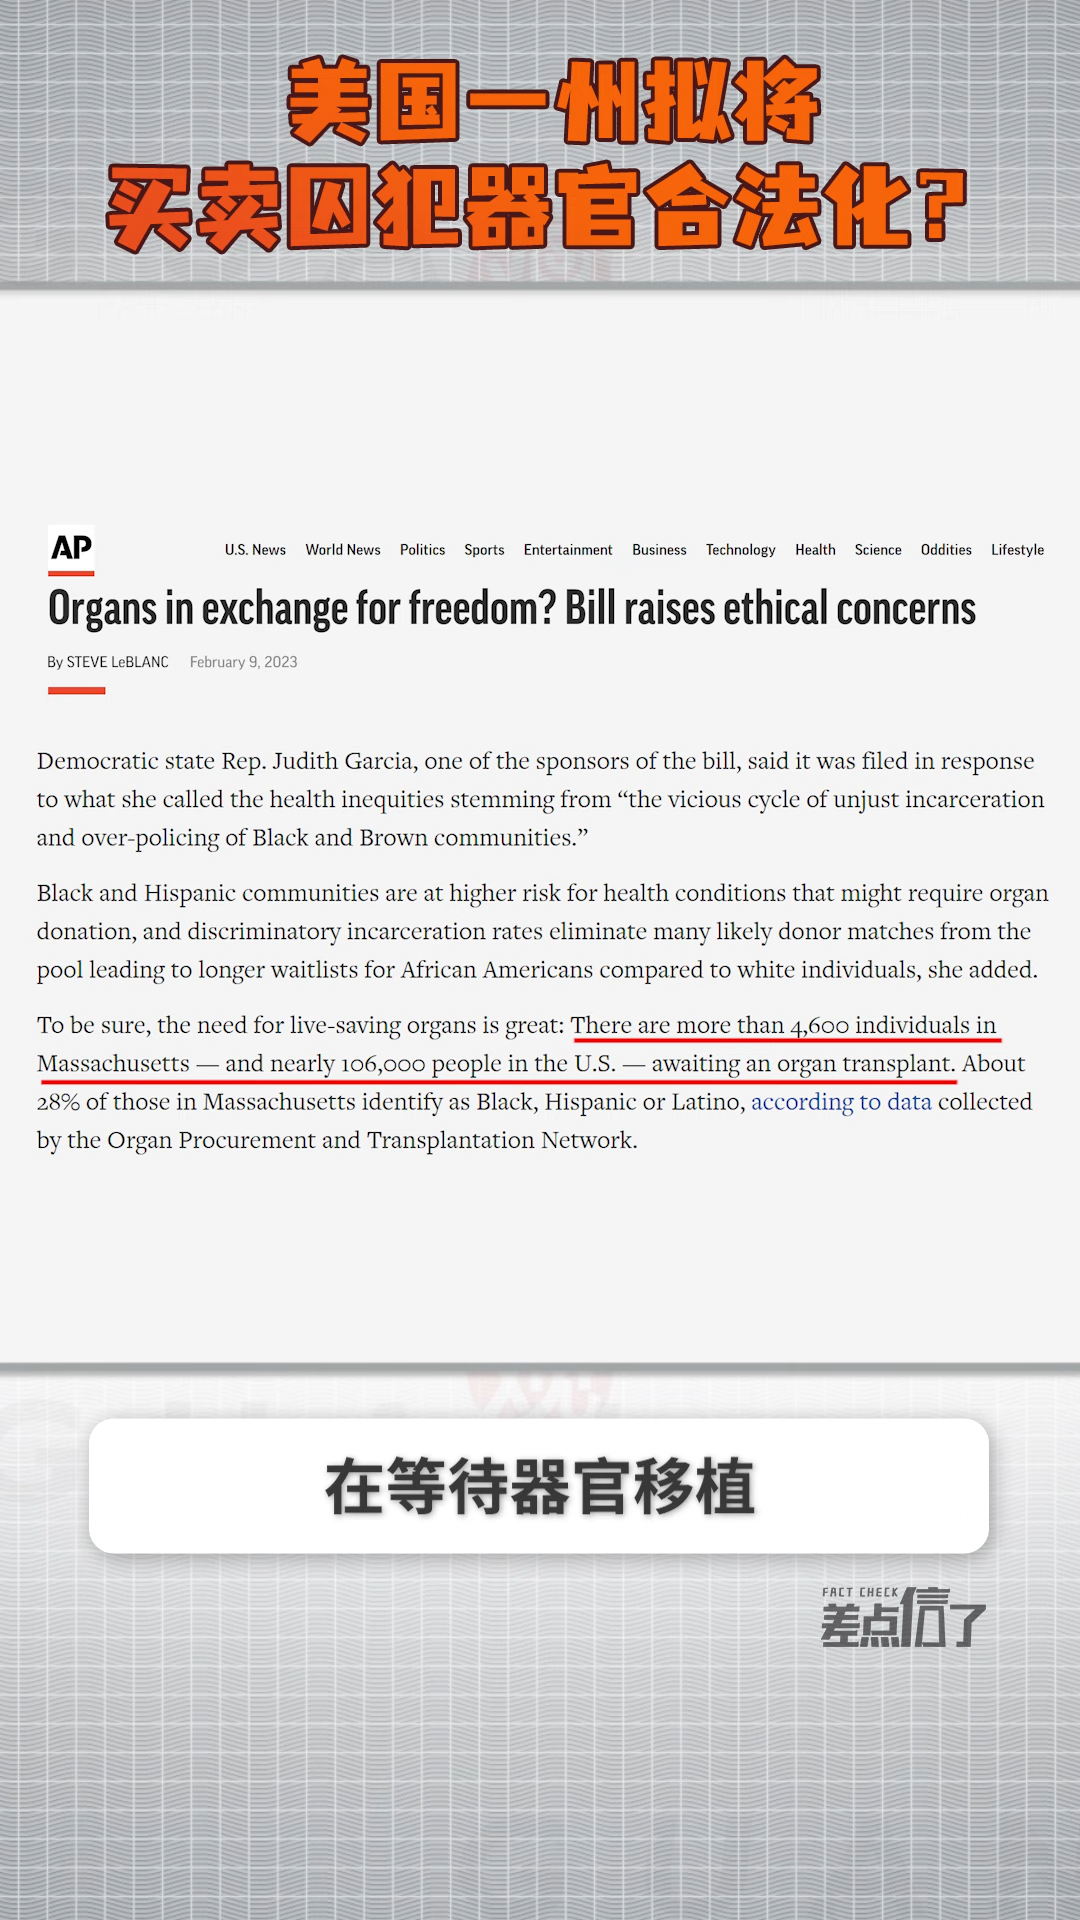 美国一州拟将
买卖囚犯器官合法化?
AP
U.S. News World News Politics Sports Entertainment Business Technology Health Science Oddities Lifestyle
Organs in exchange for freedom? Bill raises ethical concerns
By STEVE LeBLANC February 9, 2023
Democratic state Rep. Judith Garcia, one of the sponsors of the bill, said it was filed in response
to what she called the health inequities stemming from “the vicious cycle of unjust incarceration
and over-policing of Black and Brown communities.”
Black and Hispanic communities are at higher risk for health conditions that might require organ
donation, and discriminatory incarceration rates eliminate many likely donor matches from the
pool leading to longer waitlists for African Americans compared to white individuals, she added.
To be sure, the need for live-saving organs is great: There are more than 4,600 individuals in
Massachusetts — and nearly 106,000 people in the U.S. — awaiting an organ transplant. About
28% of those in Massachusetts identify as Black, Hispanic or Latino, according to data collected
by the Organ Procurement and Transplantation Network.
在等待器官移植
FACT CHECK
差点信了